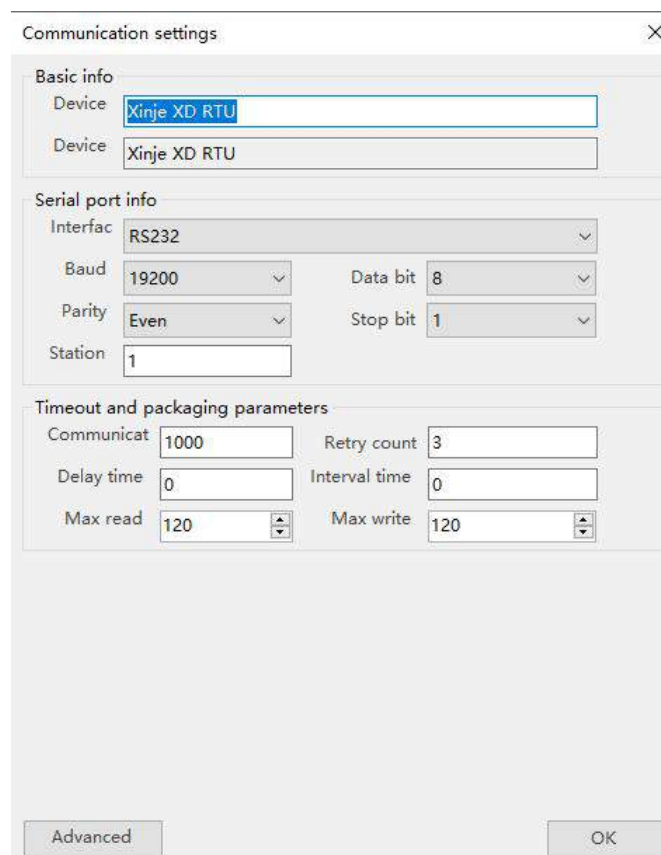 Communication settings
Basic info
Device Xinje XD RTU
Device Xinje XD RTU
Serial port info
Interfac RS232
Baud 19200 Data bit 8
Parity Even Stop bit 1
Station 1
Timeout and packaging parameters
Communicat 1000 Retry count 3
Delay time 0 Interval time 0
Max read 120 Max write 120
Advanced OK